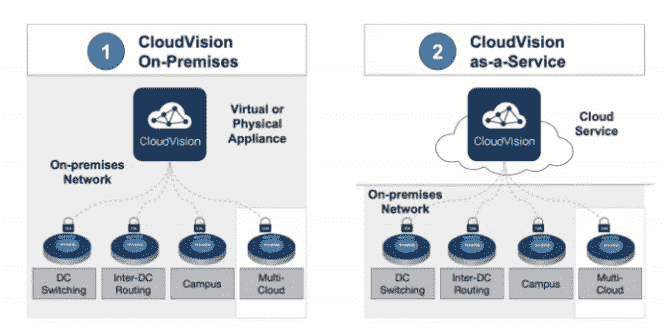 1
CloudVision
On-Premises
CloudVision
Virtual or
Physical
Appliance
On-premises
Network
DC
Switching
Inter-DC
Routing
Campus
Multi-
Cloud
2
CloudVision
as-a-Service
CloudVision
Cloud
Service
On-premises
Network
DC
Switching
Inter-DC
Routing
Campus
Multi-
Cloud